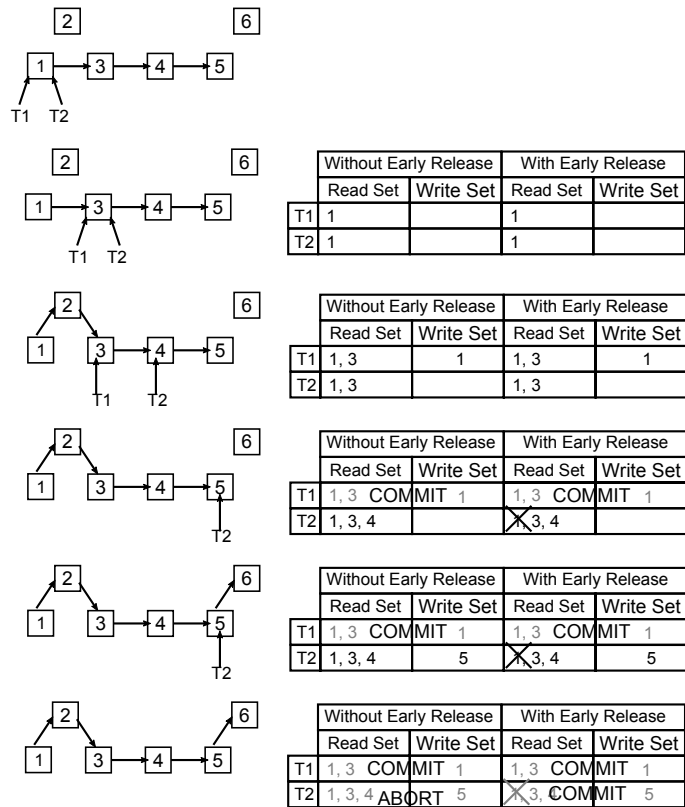 2 6
1 3 4 5
T1 T2
2 6
1 3 4 5
T1 T2
Without Early Release With Early Release
Read Set Write Set Read Set Write Set
T1 1 1
T2 1 1
2 6
1 3 4 5
T1 T2
Without Early Release With Early Release
Read Set Write Set Read Set Write Set
T1 1, 3 1 1, 3 1
T2 1, 3 1, 3
2 6
1 3 4 5
T2
Without Early Release With Early Release
Read Set Write Set Read Set Write Set
T1 1, 3 COMMIT 1 1, 3 COMMIT 1
T2 1, 3, 4 1, 3, 4
2 6
1 3 4 5
T2
Without Early Release With Early Release
Read Set Write Set Read Set Write Set
T1 1, 3 COMMIT 1 1, 3 COMMIT 1
T2 1, 3, 4 5 1, 3, 4 5
2 6
1 3 4 5
Without Early Release With Early Release
Read Set Write Set Read Set Write Set
T1 1, 3 COMMIT 1 1, 3 COMMIT 1
T2 1, 3, 4 ABORT 5 1, 3, 4 COMMIT 5